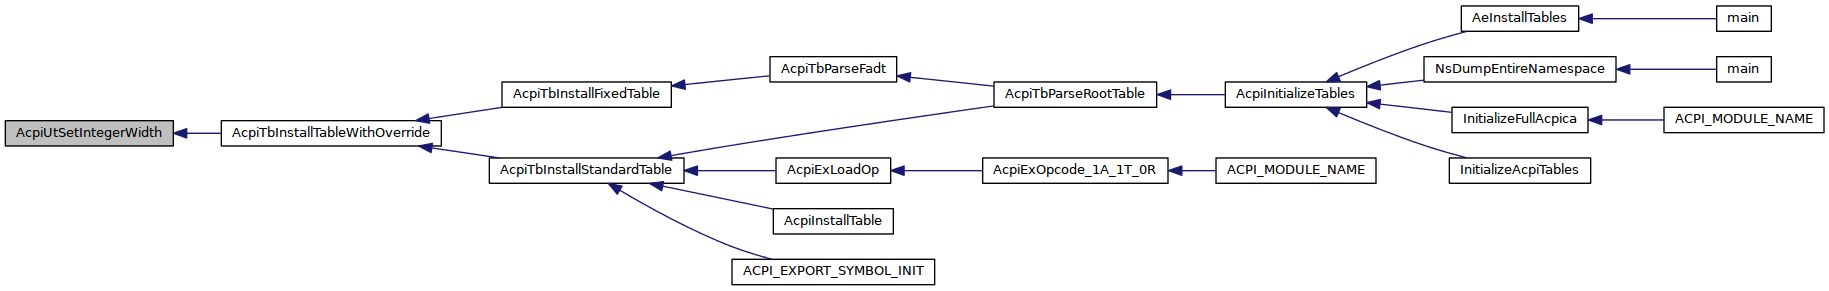 AeInstallTables
main
AcpiTbParseFadt
NsDumpEntireNamespace
main
AcpiTbInstallFixedTable
AcpiTbParseRootTable
AcpiInitializeTables
AcpiUtSetIntegerWidth
AcpiTbInstallTableWithOverride
InitializeFullAcpica
ACPI_MODULE_NAME
AcpiTbInstallStandardTable
AcpiExLoadOp
AcpiExOpcode_1A_1T_0R
ACPI_MODULE_NAME
InitializeAcpiTables
AcpiInstallTable
ACPI_EXPORT_SYMBOL_INIT